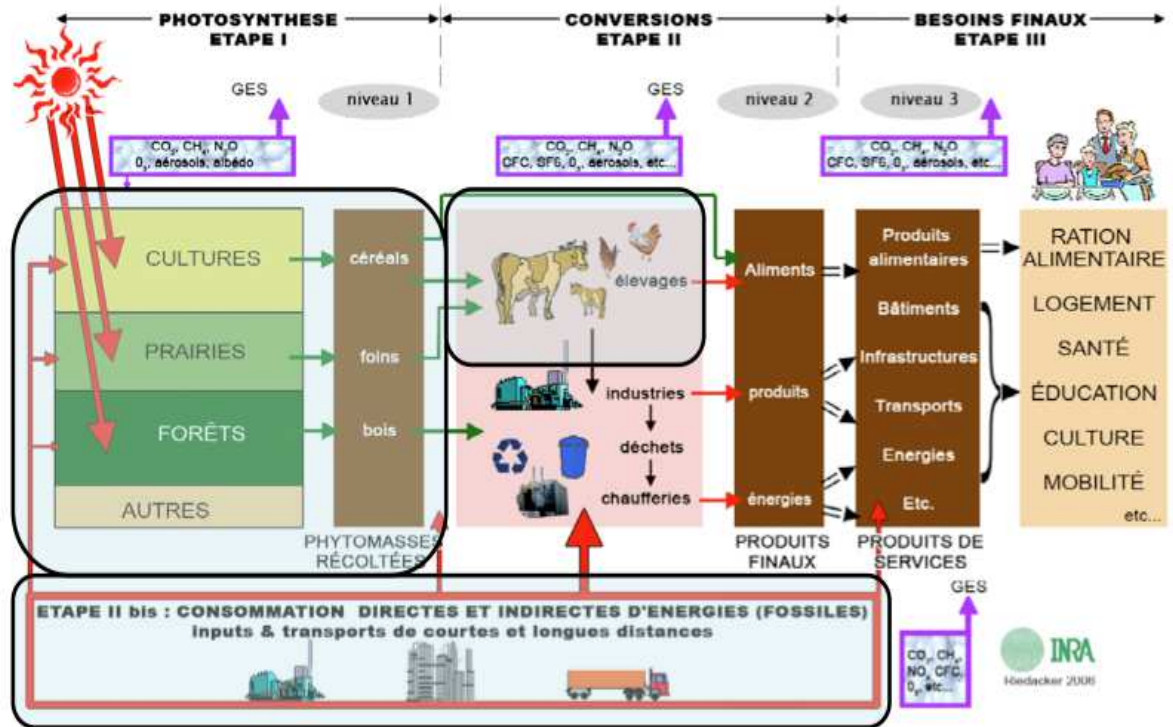 PHOTOSYNTHESE
ETAPE I
CONVERSIONS
ETAPE II
BESOINS FINAUX
ETAPE III
GES
niveau 1
GES
niveau 2
niveau 3
CO₂, CH₄, N₂O
0₃, aérosols, albédo
CO₂, CH₄, N₂O
CFC, SF6, 0₃, aérosols, etc...
CO₂, CH₄, N₂O
CFC, SF6, 0₃, aérosols, etc...
CULTURES
PRAIRIES
FORÊTS
AUTRES
céréals
foins
bois
PHYTOMASSES
RÉCOLTÉES
élevages
industries
déchets
chaufferies
Aliments
produits
énergies
PRODUITS
FINAUX
Produits
alimentaires
Bâtiments
Infrastructures
Transports
Energies
Etc.
PRODUITS DE
SERVICES
RATION
ALIMENTAIRE
LOGEMENT
SANTÉ
ÉDUCATION
CULTURE
MOBILITÉ
etc...
ETAPE II bis : CONSOMMATION DIRECTES ET INDIRECTES D'ENERGIES (FOSSILES)
inputs & transports de courtes et longues distances
GES
CO₂, CH₄,
NOₓ, CFC,
0₃, etc...
INRA
Riedacker 2006